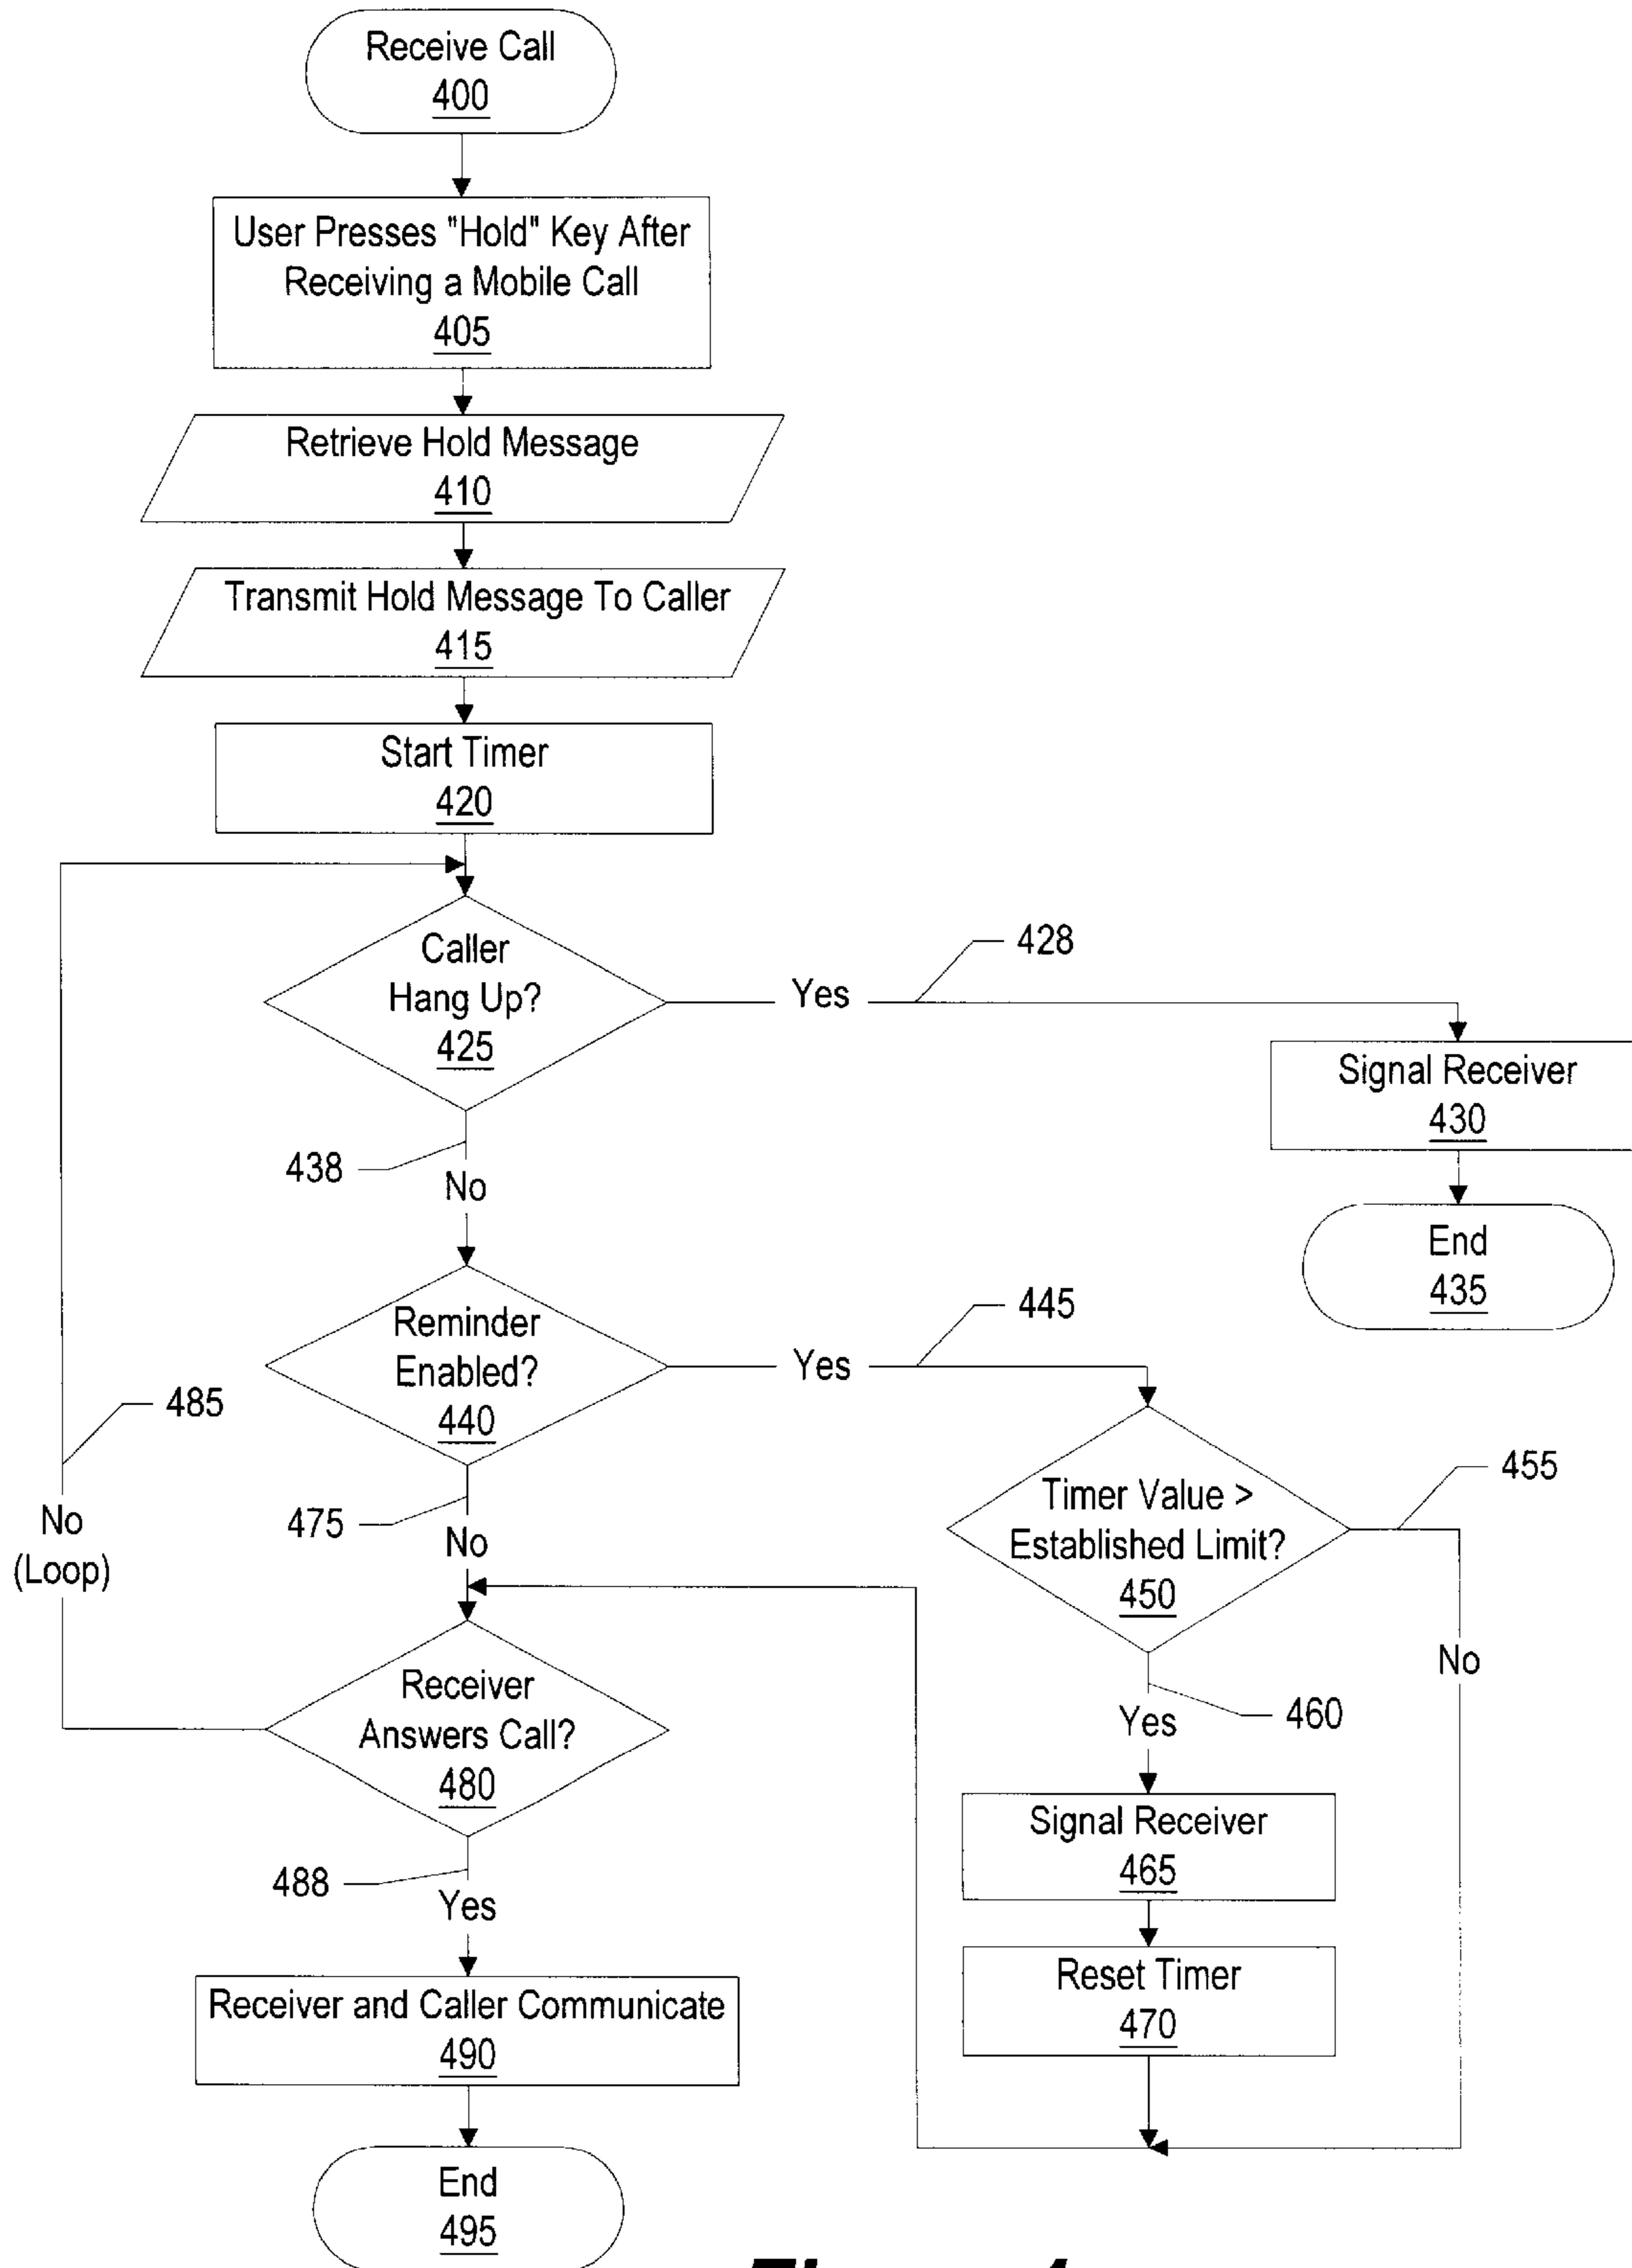 Receive Call
400
User Presses "Hold" Key After
Receiving a Mobile Call
405
Retrieve Hold Message
410
Transmit Hold Message To Caller
415
Start Timer
420
Caller
Hang Up?
425
Yes
428
Signal Receiver
430
End
435
438
No
Reminder
Enabled?
440
Yes
445
Timer Value >
Established Limit?
450
455
No
460
Yes
Signal Receiver
465
Reset Timer
470
475
No
Receiver
Answers Call?
480
485
No
(Loop)
488
Yes
Receiver and Caller Communicate
490
End
495